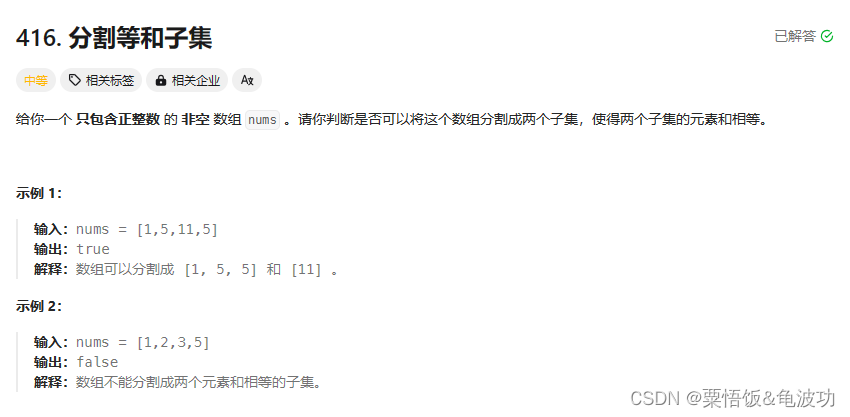 416. 分割等和子集
已解答
中等 相关标签 相关企业 Aあ
给你一个 只包含正整数 的 非空 数组 nums 。请你判断是否可以将这个数组分割成两个子集，使得两个子集的元素和相等。
示例 1：
输入：nums = [1,5,11,5]
输出：true
解释：数组可以分割成 [1, 5, 5] 和 [11] 。
示例 2：
输入：nums = [1,2,3,5]
输出：false
解释：数组不能分割成两个元素和相等的子集。
CSDN @粟悟饭&龟波功